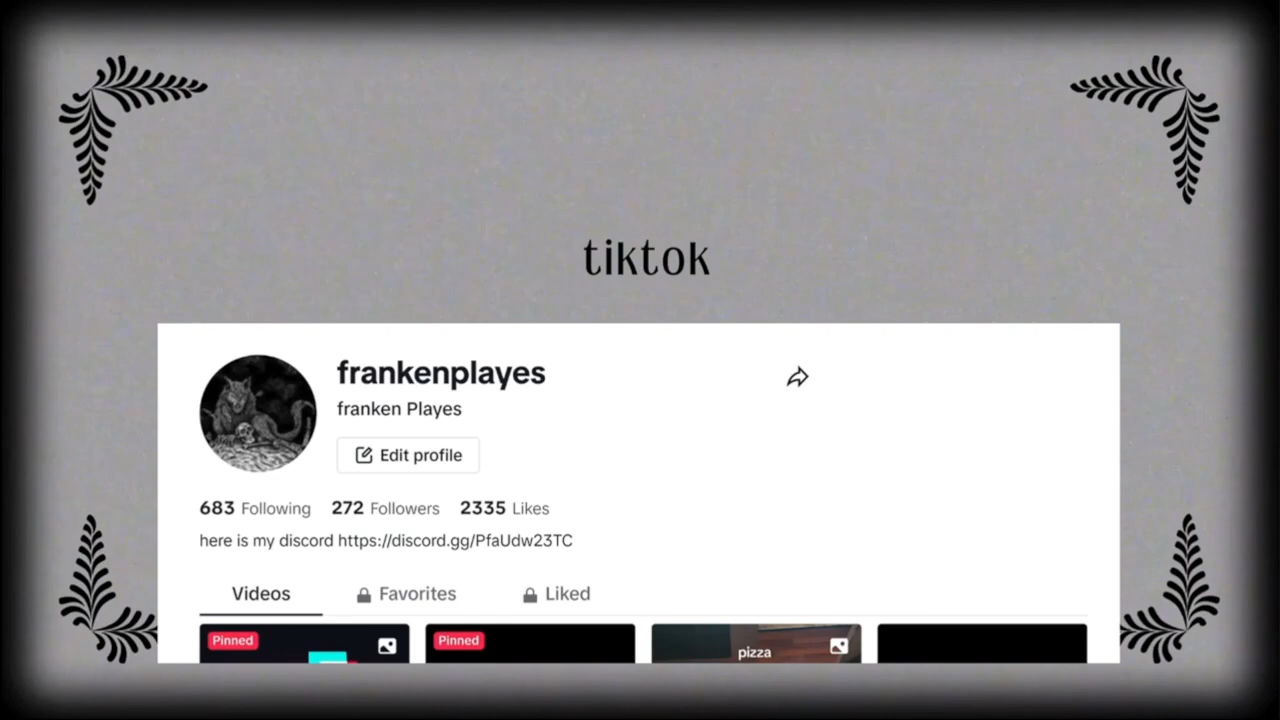 tiktok
frankenplayes
franken Playes
Edit profile
683 Following 272 Followers 2335 Likes
here is my discord https://discord.gg/PfaUdw23TC
Videos Favorites Liked
Pinned Pinned pizza